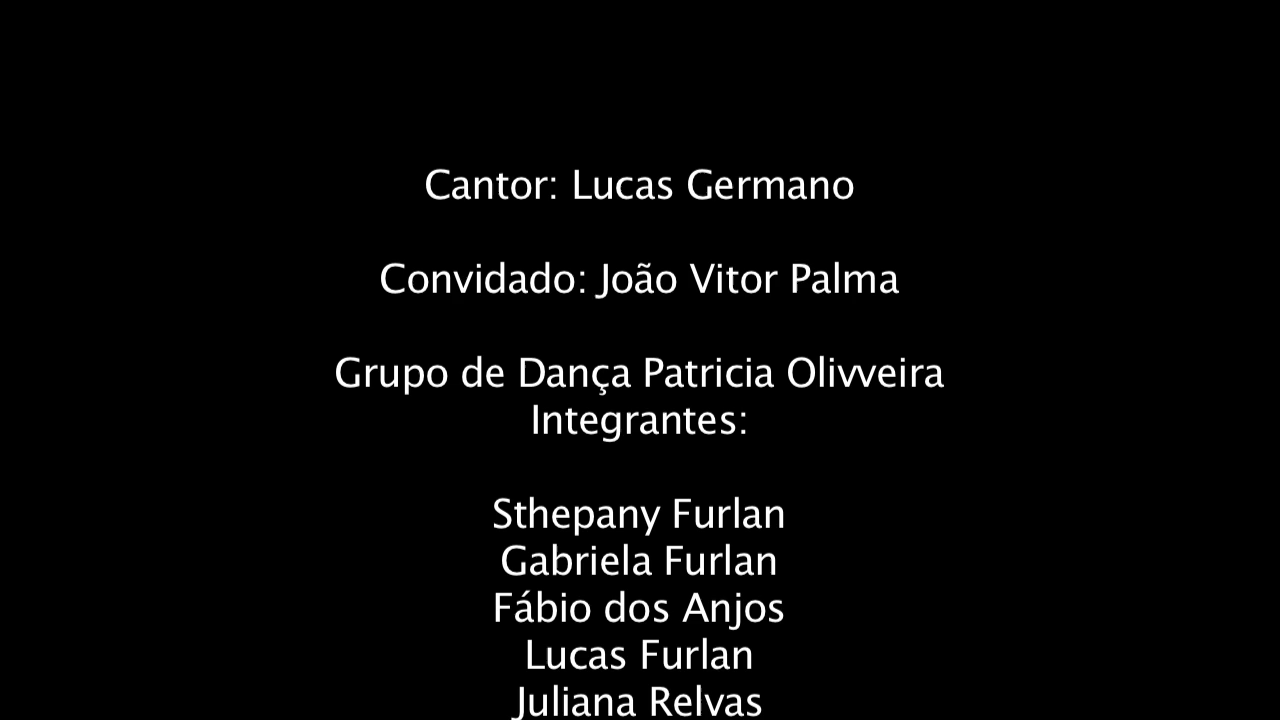 Cantor: Lucas Germano
Convidado: João Vitor Palma
Grupo de Dança Patricia Olivveira
Integrantes:
Sthepany Furlan
Gabriela Furlan
Fábio dos Anjos
Lucas Furlan
Juliana Relvas